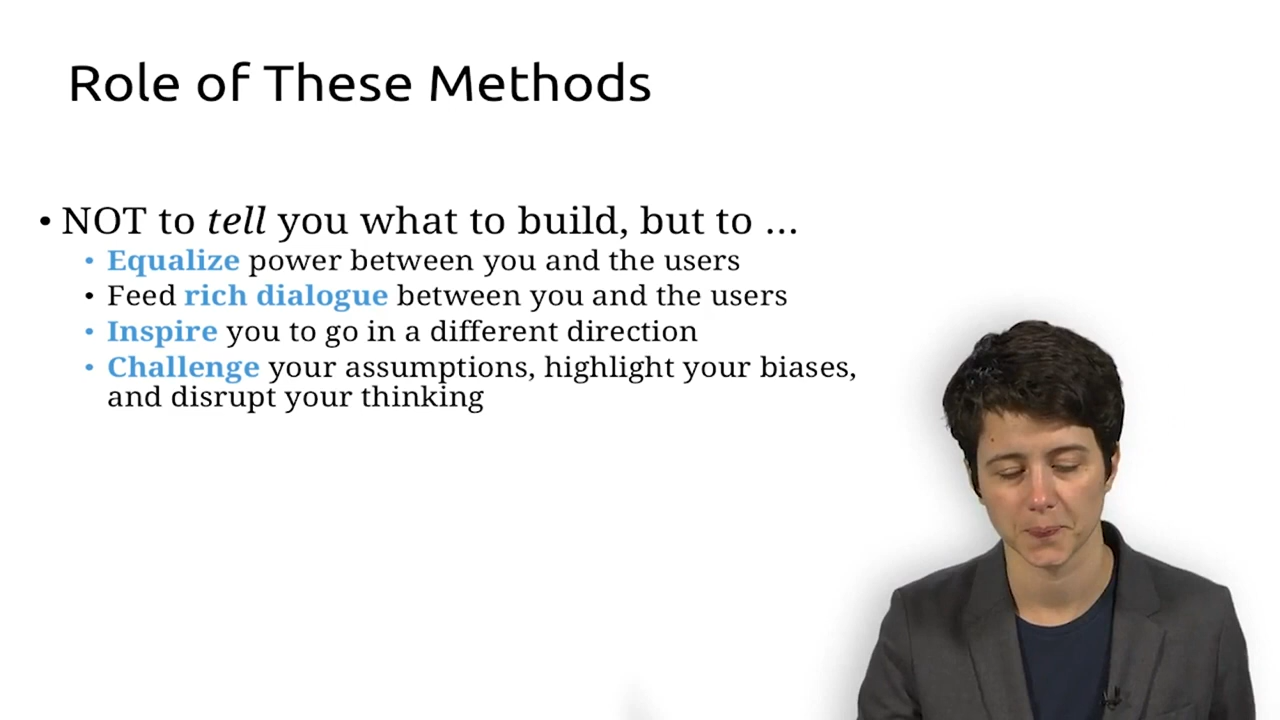 Role of These Methods
• NOT to tell you what to build, but to ...
• Equalize power between you and the users
• Feed rich dialogue between you and the users
• Inspire you to go in a different direction
• Challenge your assumptions, highlight your biases,
and disrupt your thinking